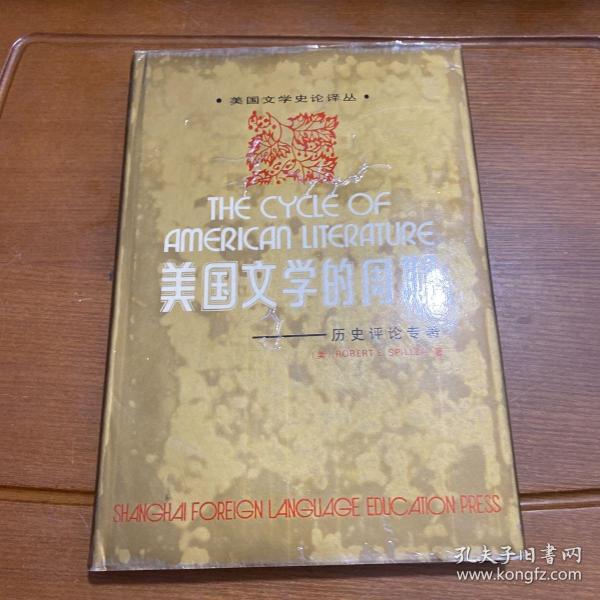 •美国文学史论译丛•
THE CYCLE OF
AMERICAN LITERATURE
美国文学的周期
——历史评论专著
〔美〕ROBERT E. SPILLER 著
SHANGHAI FOREIGN LANGUAGE EDUCATION PRESS
孔夫子旧書网
www.kongfz.com